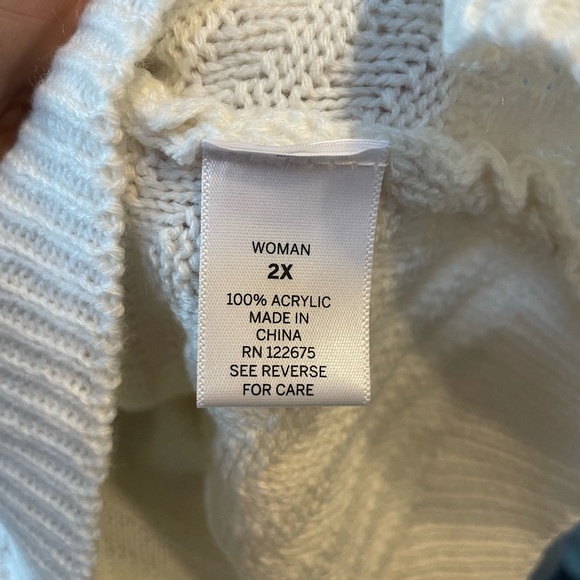 WOMAN
2X
100% ACRYLIC
MADE IN
CHINA
RN 122675
SEE REVERSE
FOR CARE